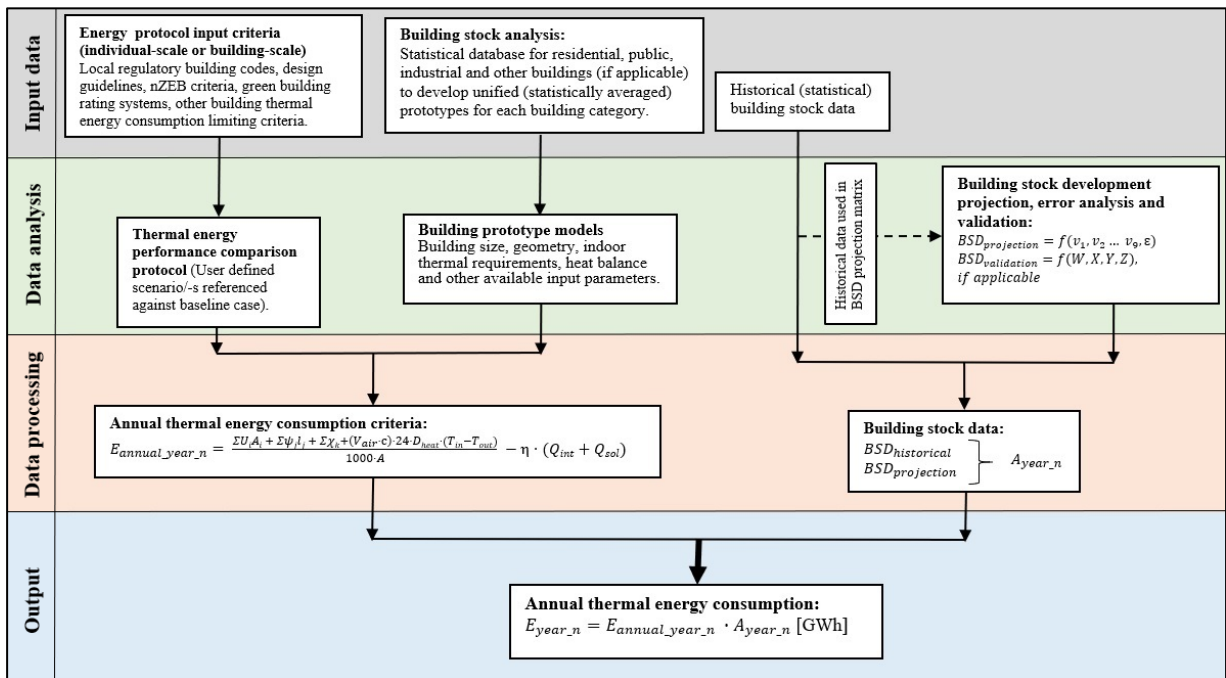 Input data
Energy protocol input criteria
(individual-scale or building-scale)
Local regulatory building codes, design
guidelines, nZEB criteria, green building
rating systems, other building thermal
energy consumption limiting criteria.
Building stock analysis:
Statistical database for residential, public,
industrial and other buildings (if applicable)
to develop unified (statistically averaged)
prototypes for each building category.
Historical (statistical)
building stock data
Data analysis
Thermal energy
performance comparison
protocol (User defined
scenario/-s referenced
against baseline case).
Building prototype models
Building size, geometry, indoor
thermal requirements, heat balance
and other available input parameters.
Historical data used in
BSD projection matrix
Building stock development
projection, error analysis and
validation:
BSD_projection = f(v₁, v₂ … v₉, ε)
BSD_validation = f(W, X, Y, Z),
if applicable
Data processing
Annual thermal energy consumption criteria:
E_annual_year_n = (ΣU_iA_i + Σψ_jl_j + Σχ_k+(V_air·c)·24·D_heat·(T_in−T_out))/(1000·A) − η · (Q_int + Q_sol)
Building stock data:
BSD_historical
BSD_projection } A_year_n
Output
Annual thermal energy consumption:
E_year_n = E_annual_year_n · A_year_n [GWh]